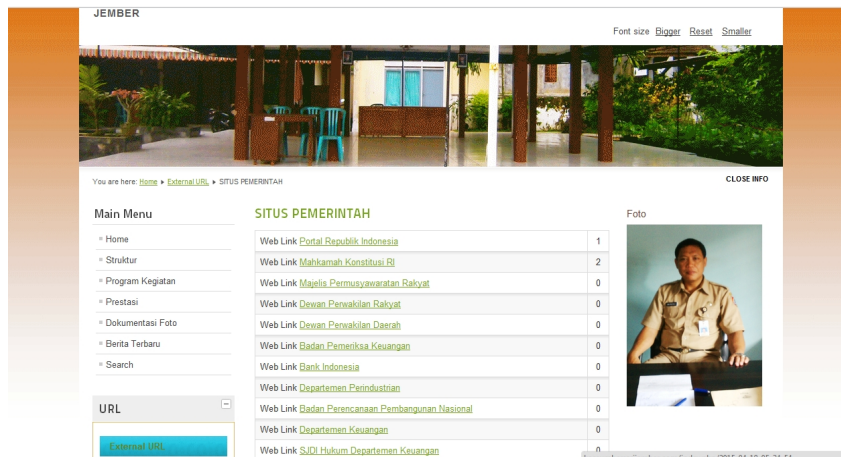 JEMBER
Font size Bigger Reset Smaller
You are here: Home ▸ External URL ▸ SITUS PEMERINTAH
CLOSE INFO
Main Menu
Home
Struktur
Program Kegiatan
Prestasi
Dokumentasi Foto
Berita Terbaru
Search
URL
External URL
SITUS PEMERINTAH
Web Link Portal Republik Indonesia 1
Web Link Mahkamah Konstitusi RI 2
Web Link Majelis Permusyawaratan Rakyat 0
Web Link Dewan Perwakilan Rakyat 0
Web Link Dewan Perwakilan Daerah 0
Web Link Badan Pemeriksa Keuangan 0
Web Link Bank Indonesia 0
Web Link Departemen Perindustrian 0
Web Link Badan Perencanaan Pembangunan Nasional 0
Web Link Departemen Keuangan 0
Web Link SJDI Hukum Departemen Keuangan 0
Foto